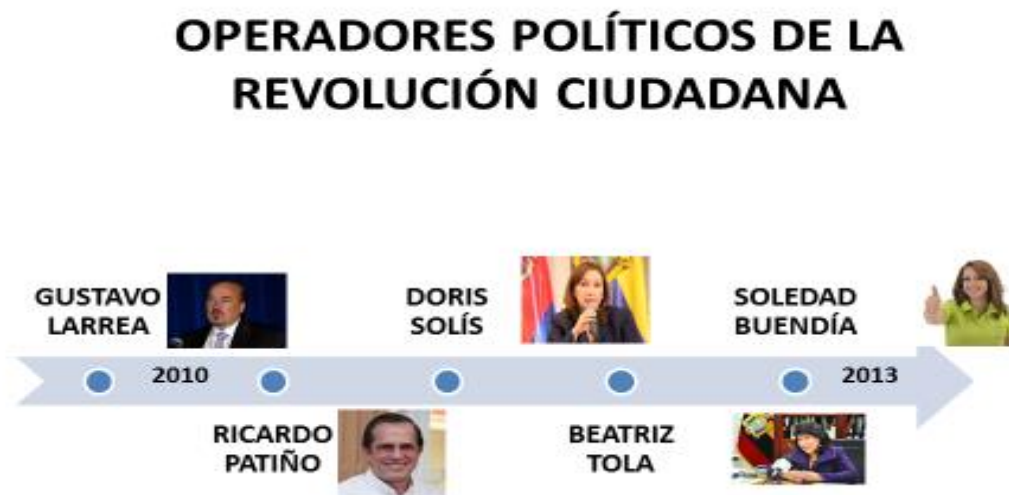 OPERADORES POLÍTICOS DE LA
REVOLUCIÓN CIUDADANA
GUSTAVO
LARREA
DORIS
SOLÍS
SOLEDAD
BUENDÍA
2010
2013
RICARDO
PATIÑO
BEATRIZ
TOLA